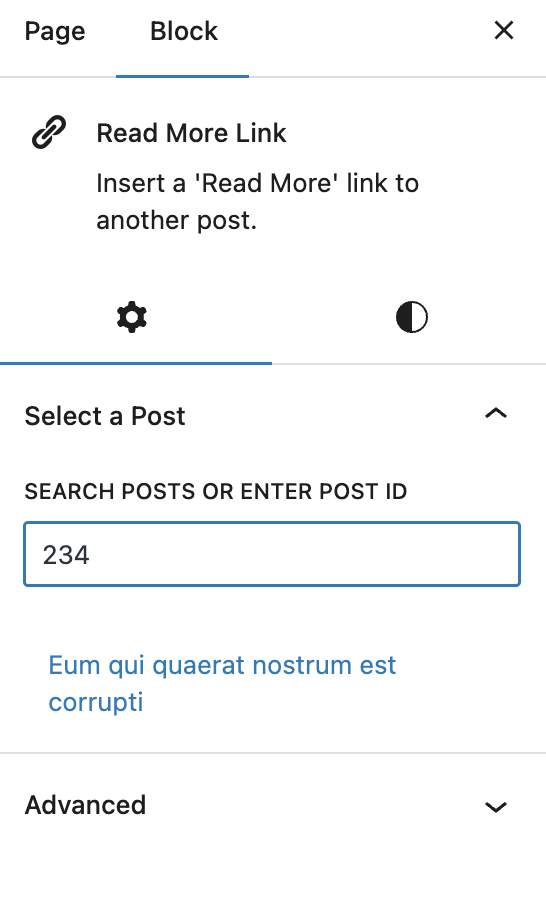 Page Block
Read More Link
Insert a 'Read More' link to
another post.
Select a Post
SEARCH POSTS OR ENTER POST ID
234
Eum qui quaerat nostrum est
corrupti
Advanced